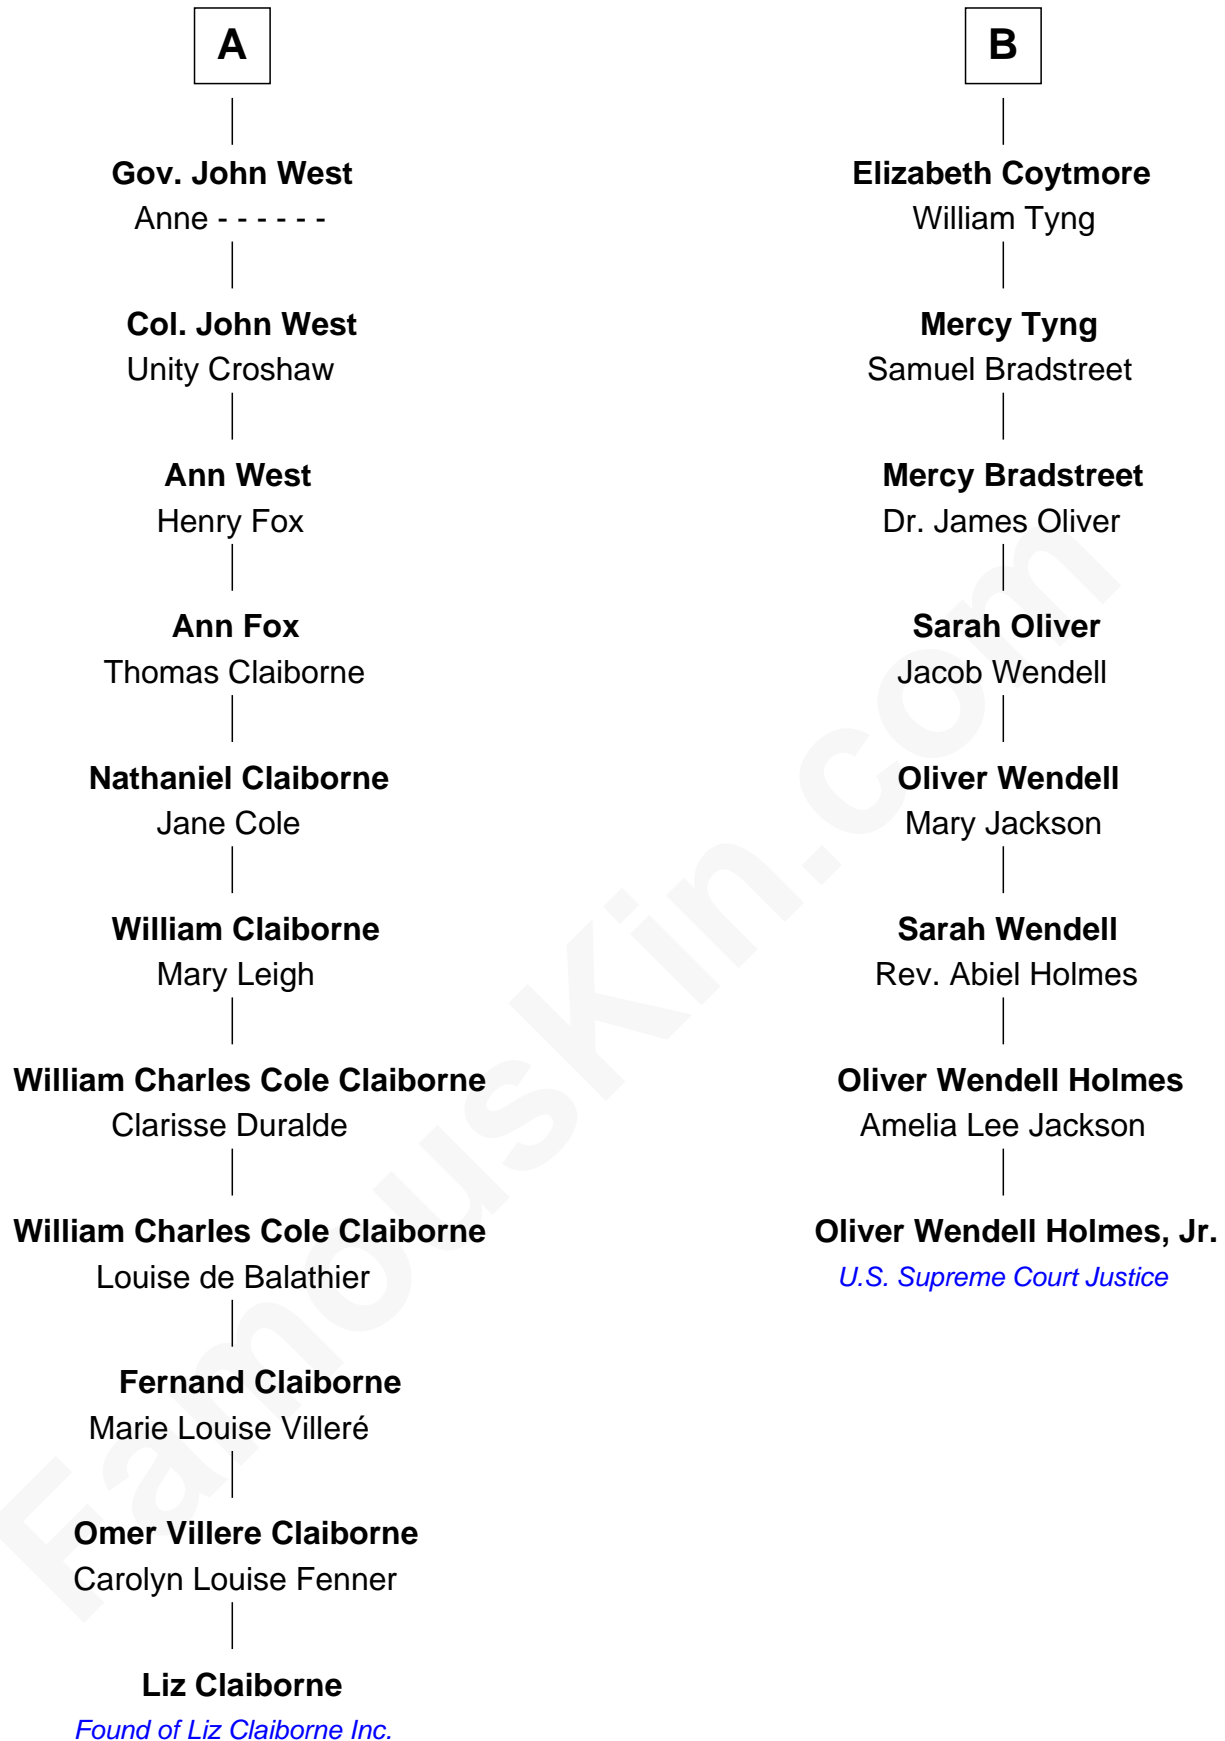 A
Gov. John West
Anne - - - - - -
Col. John West
Unity Croshaw
Ann West
Henry Fox
Ann Fox
Thomas Claiborne
Nathaniel Claiborne
Jane Cole
William Claiborne
Mary Leigh
William Charles Cole Claiborne
Clarisse Duralde
William Charles Cole Claiborne
Louise de Balathier
Fernand Claiborne
Marie Louise Villeré
Omer Villere Claiborne
Carolyn Louise Fenner
Liz Claiborne
Found of Liz Claiborne Inc.
B
Elizabeth Coytmore
William Tyng
Mercy Tyng
Samuel Bradstreet
Mercy Bradstreet
Dr. James Oliver
Sarah Oliver
Jacob Wendell
Oliver Wendell
Mary Jackson
Sarah Wendell
Rev. Abiel Holmes
Oliver Wendell Holmes
Amelia Lee Jackson
Oliver Wendell Holmes, Jr.
U.S. Supreme Court Justice
FamousKin.com